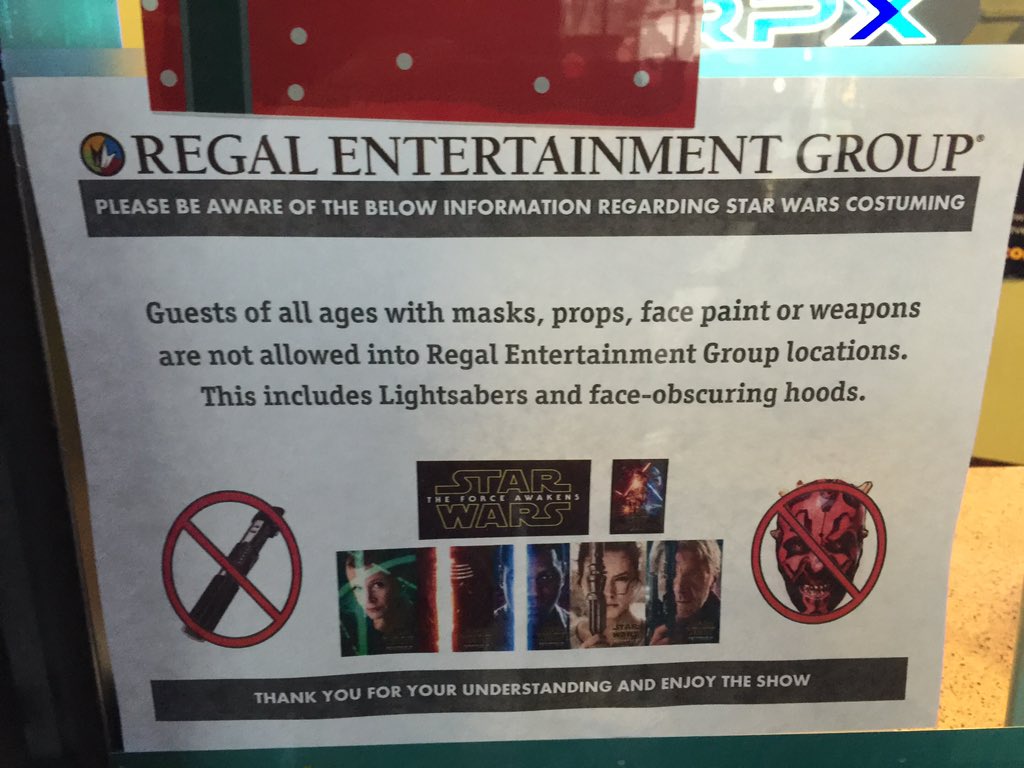 RPX
REGAL ENTERTAINMENT GROUP®
PLEASE BE AWARE OF THE BELOW INFORMATION REGARDING STAR WARS COSTUMING
Guests of all ages with masks, props, face paint or weapons
are not allowed into Regal Entertainment Group locations.
This includes Lightsabers and face-obscuring hoods.
STAR
THE FORCE AWAKENS
WARS
STAR
WARS
THANK YOU FOR YOUR UNDERSTANDING AND ENJOY THE SHOW